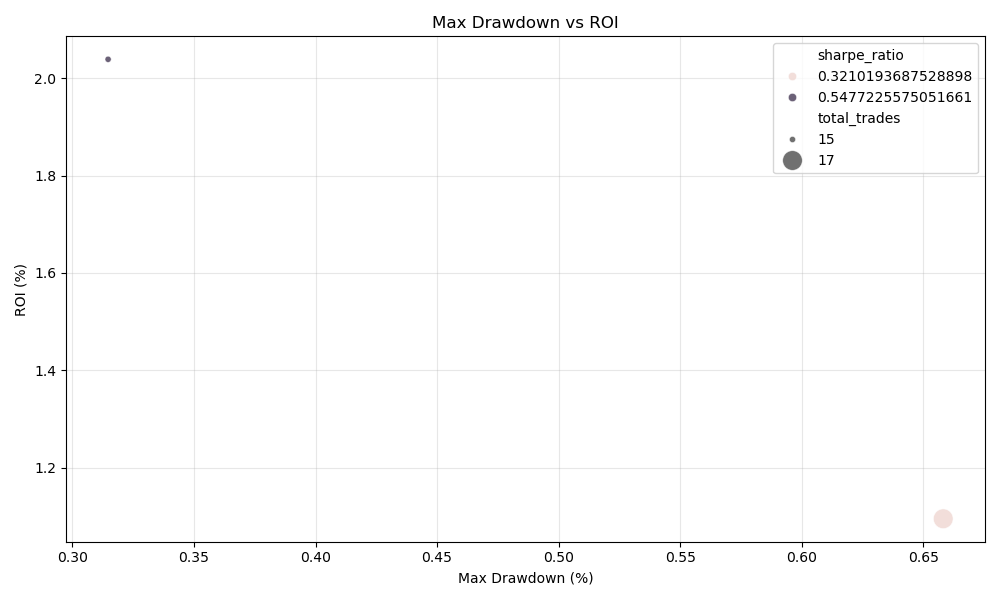 Max Drawdown vs ROI
sharpe_ratio
0.3210193687528898
0.5477225575051661
total_trades
15
17
2.0
1.8
1.6
1.4
1.2
ROI (%)
0.30 0.35 0.40 0.45 0.50 0.55 0.60 0.65
Max Drawdown (%)